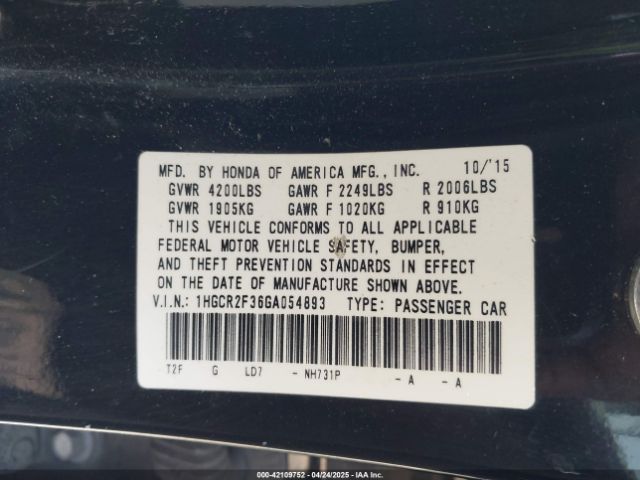 MFD. BY HONDA OF AMERICA MFG., INC. 10/'15
GVWR 4200LBS GAWR F 2249LBS R 2006LBS
GVWR 1905KG GAWR F 1020KG R 910KG
THIS VEHICLE CONFORMS TO ALL APPLICABLE
FEDERAL MOTOR VEHICLE SAFETY, BUMPER,
AND THEFT PREVENTION STANDARDS IN EFFECT
ON THE DATE OF MANUFACTURE SHOWN ABOVE.
V.I.N.: 1HGCR2F36GA054893 TYPE: PASSENGER CAR
T2F G LD7 - NH731P - A - A
000-42109752 - 04/24/2025 - IAA Inc.